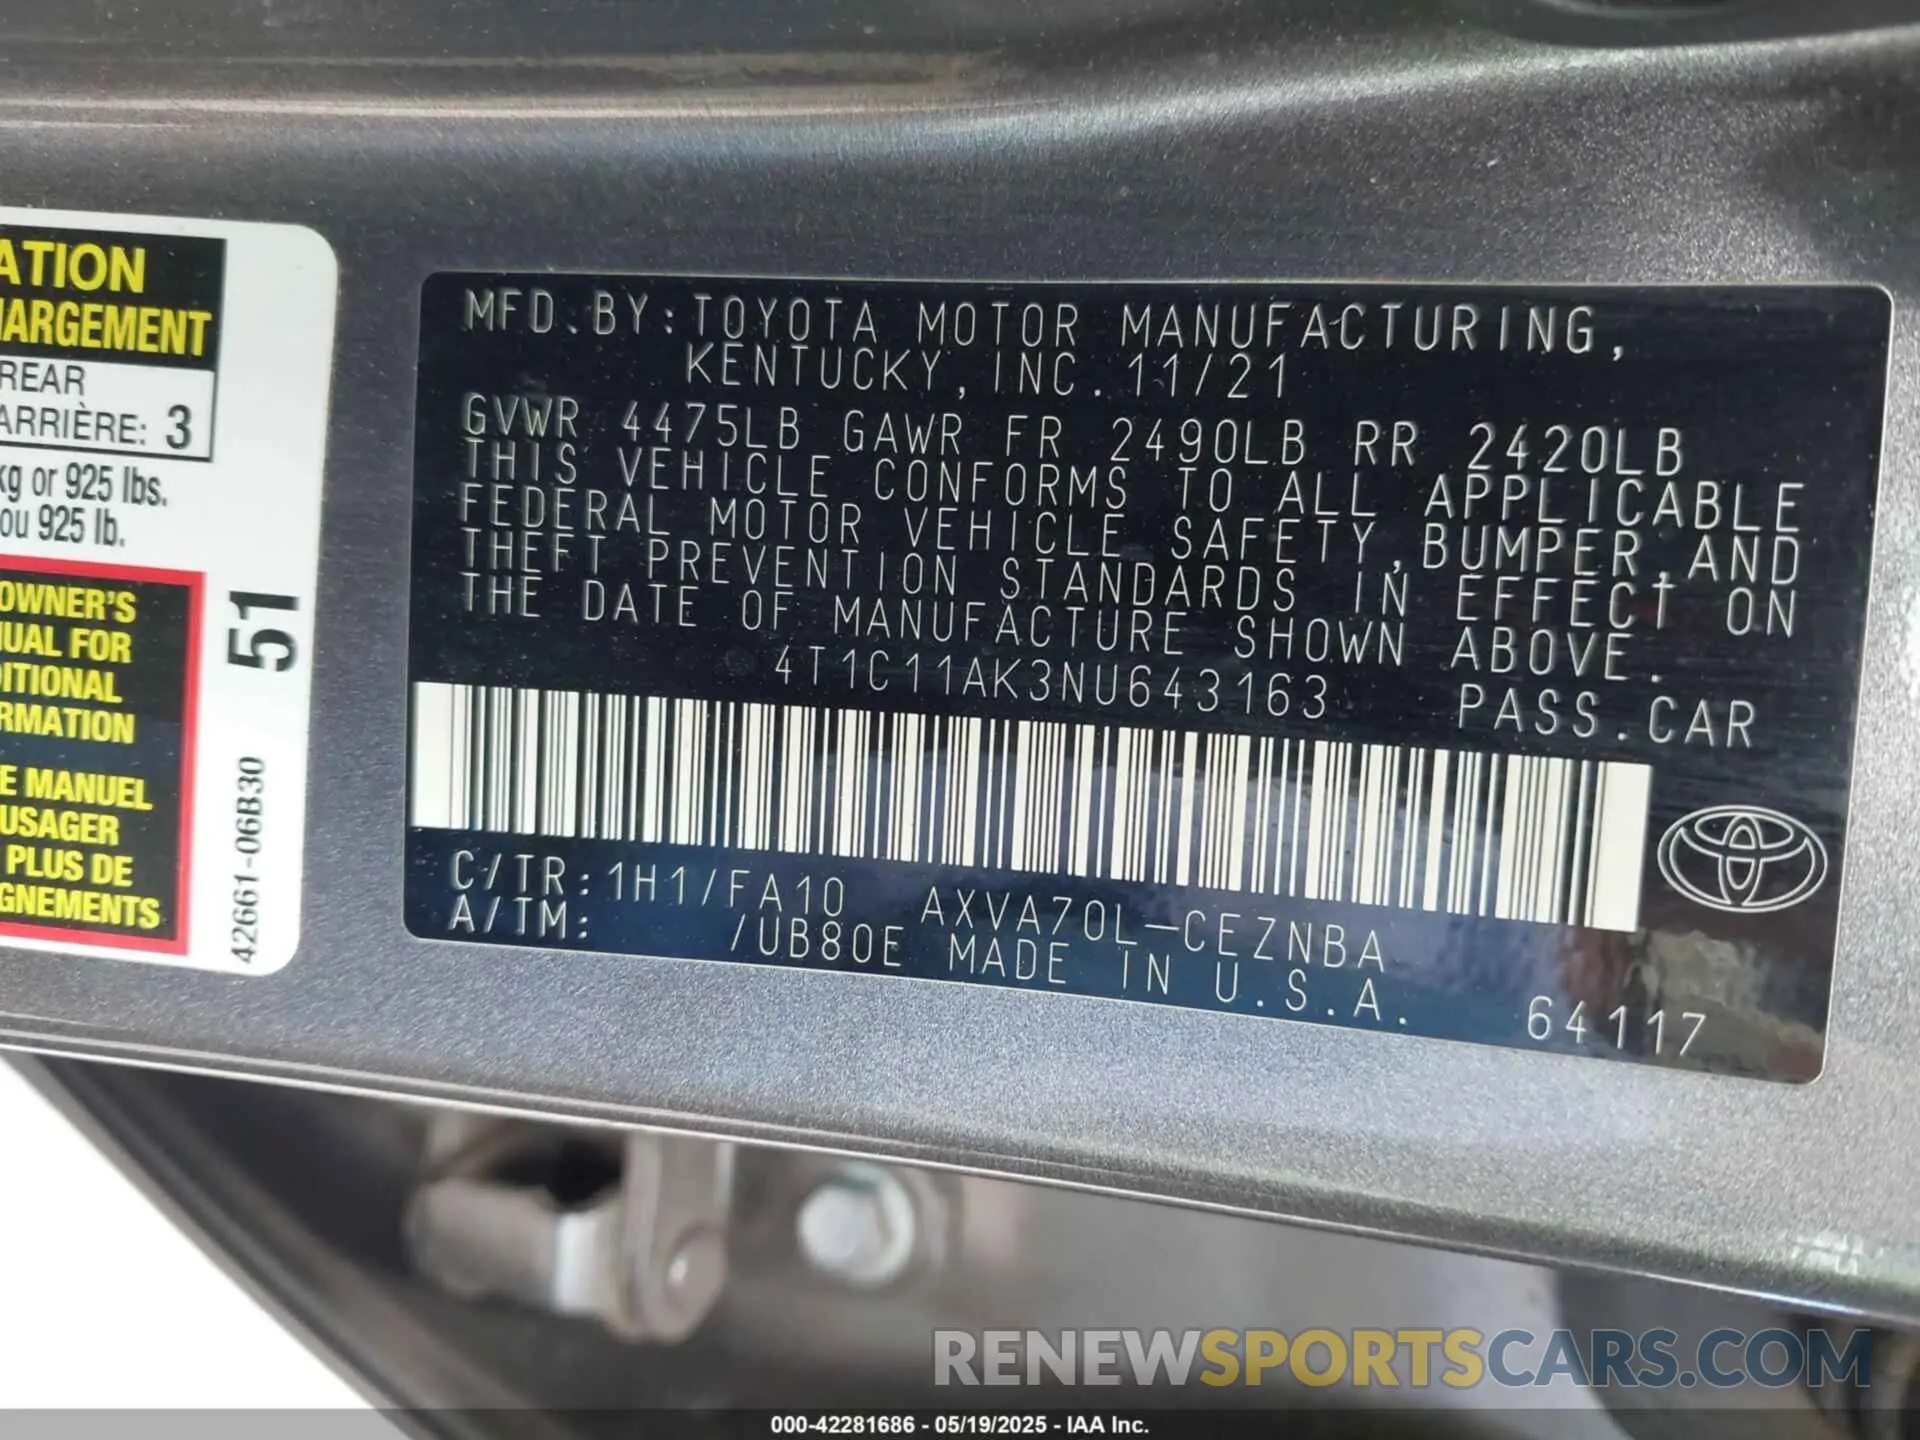 ATION
HARGEMENT
REAR
ARRIÈRE: 3
kg or 925 lbs.
ou 925 lb.
OWNER'S
UAL FOR
DITIONAL
RMATION
E MANUEL
USAGER
PLUS DE
GNEMENTS
51
42661-06B30
MFD.BY:TOYOTA MOTOR MANUFACTURING,
KENTUCKY,INC.11/21
GVWR 4475LB GAWR FR 2490LB RR 2420LB
THIS VEHICLE CONFORMS TO ALL APPLICABLE
FEDERAL MOTOR VEHICLE SAFETY,BUMPER,AND
THEFT PREVENTION STANDARDS IN EFFECT ON
THE DATE OF MANUFACTURE SHOWN ABOVE.
4T1C11AK3NU643163 PASS.CAR
C/TR:1H1/FA10 AXVA70L-CEZNBA
A/TM: /UB80E MADE IN U.S.A.
64117
RENEWSPORTSCARS.COM
000-42281686 - 05/19/2025 - IAA Inc.